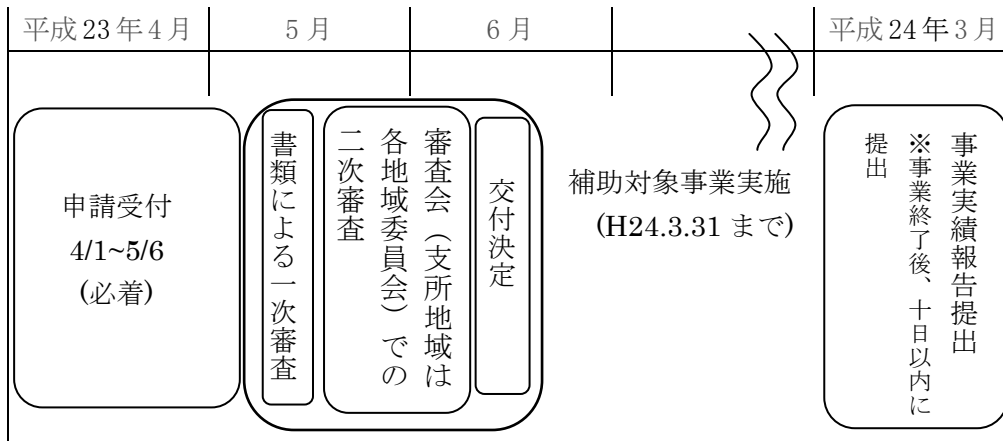 平成23年4月
5月
6月
平成24年3月
申請受付
4/1~5/6
(必着)
書類による一次審査
審査会（支所地域は
各地域委員会）での
二次審査
交付決定
補助対象事業実施
(H24.3.31まで)
事業実績報告提出
※事業終了後、十日以内に
提出